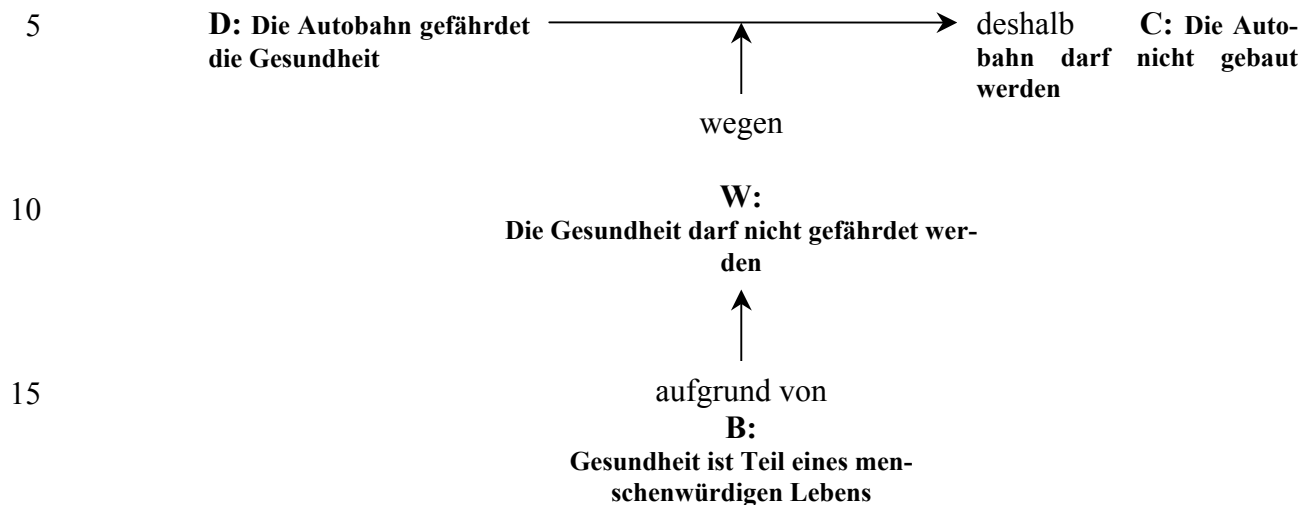 5 D: Die Autobahn gefährdet deshalb C: Die Auto-
die Gesundheit bahn darf nicht gebaut
werden
wegen
10 W:
Die Gesundheit darf nicht gefährdet wer-
den
15 aufgrund von
B:
Gesundheit ist Teil eines men-
schenwürdigen Lebens